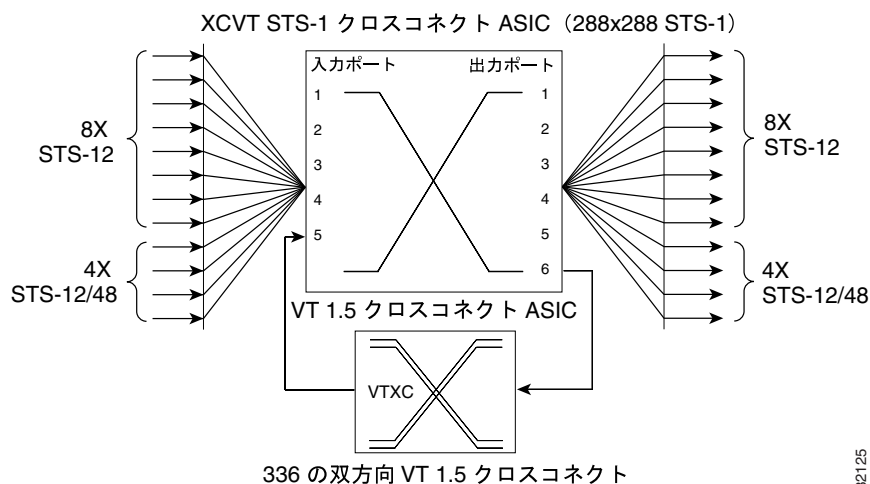 XCVT STS-1 クロスコネクト ASIC（288x288 STS-1）
入力ポート
出力ポート
1
2
3
4
5
1
2
3
4
5
6
8X
STS-12
4X
STS-12/48
8X
STS-12
4X
STS-12/48
VT 1.5 クロスコネクト ASIC
VTXC
336 の双方向 VT 1.5 クロスコネクト